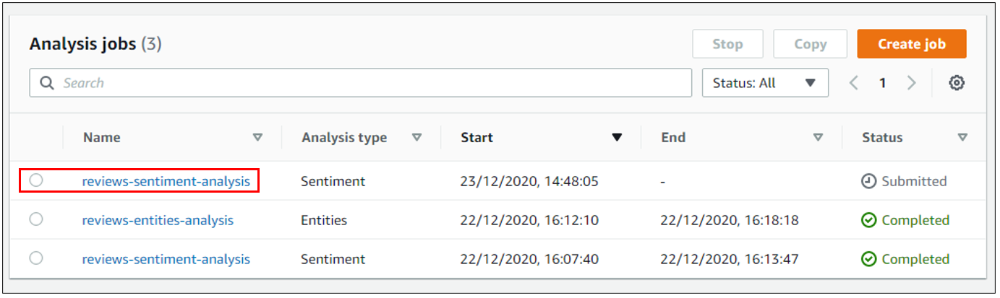 Analysis jobs (3) Stop Copy Create job
Search Status: All 1
Name Analysis type Start End Status
reviews-sentiment-analysis Sentiment 23/12/2020, 14:48:05 - Submitted
reviews-entities-analysis Entities 22/12/2020, 16:12:10 22/12/2020, 16:18:18 Completed
reviews-sentiment-analysis Sentiment 22/12/2020, 16:07:40 22/12/2020, 16:13:47 Completed